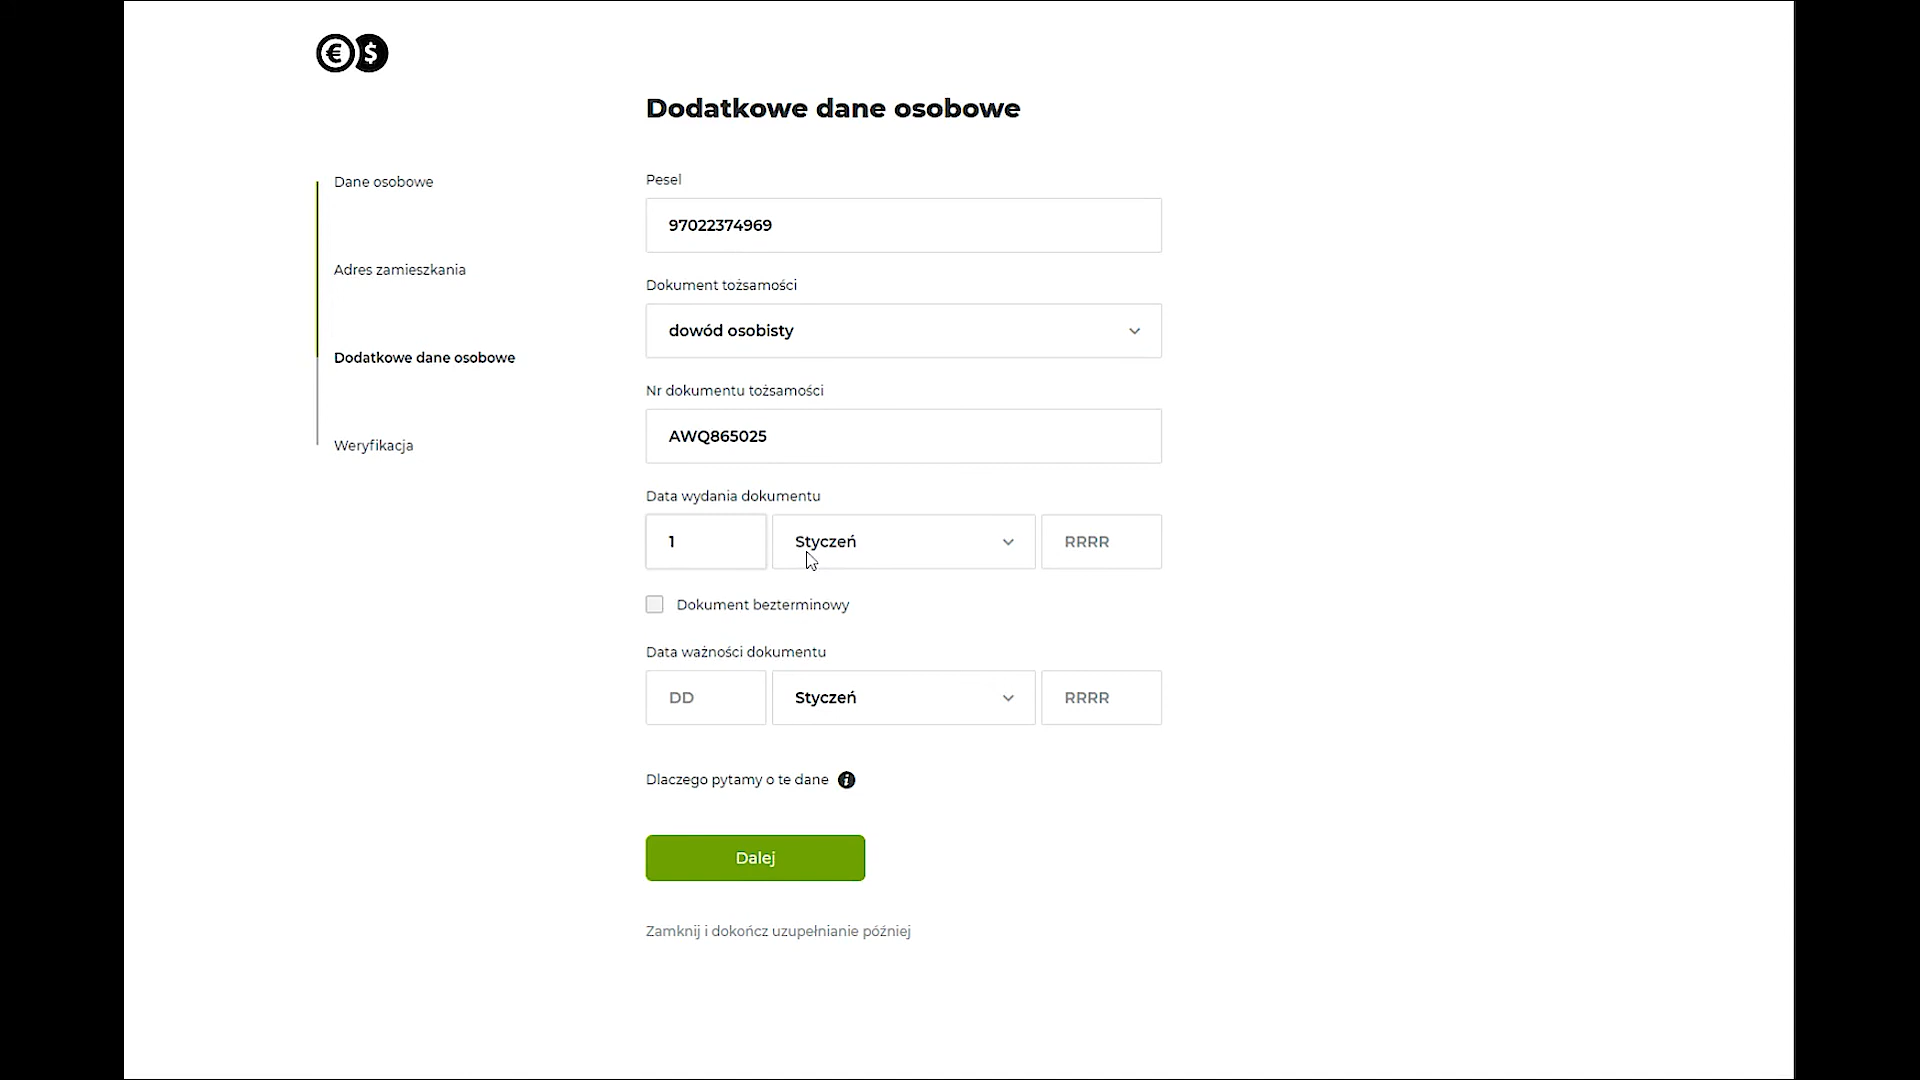 € $
Dodatkowe dane osobowe
Dane osobowe
Adres zamieszkania
Dodatkowe dane osobowe
Weryfikacja
Pesel
97022374969
Dokument tożsamości
dowód osobisty
Nr dokumentu tożsamości
AWQ865025
Data wydania dokumentu
1 Styczeń RRRR
Dokument bezterminowy
Data ważności dokumentu
DD Styczeń RRRR
Dlaczego pytamy o te dane i
Dalej
Zamknij i dokończ uzupełnianie później